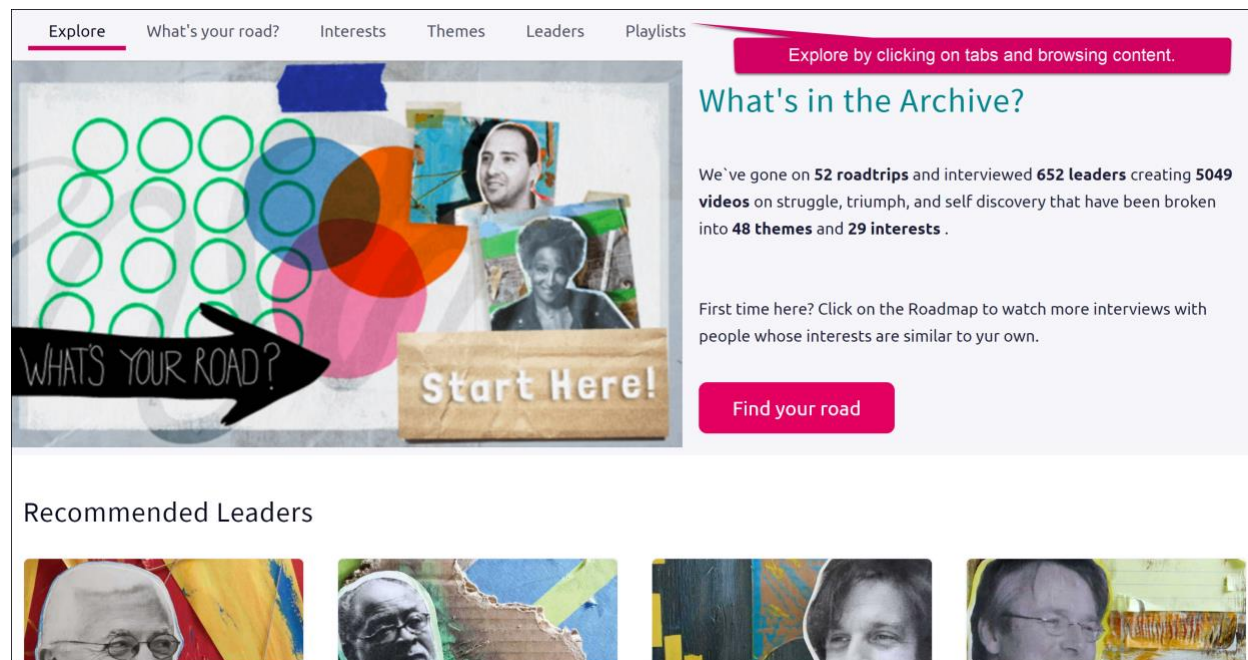 Explore What's your road? Interests Themes Leaders Playlists
Explore by clicking on tabs and browsing content.
What's in the Archive?
We`ve gone on 52 roadtrips and interviewed 652 leaders creating 5049
videos on struggle, triumph, and self discovery that have been broken
into 48 themes and 29 interests .
First time here? Click on the Roadmap to watch more interviews with
people whose interests are similar to yur own.
WHAT'S YOUR ROAD?
Start Here!
Find your road
Recommended Leaders